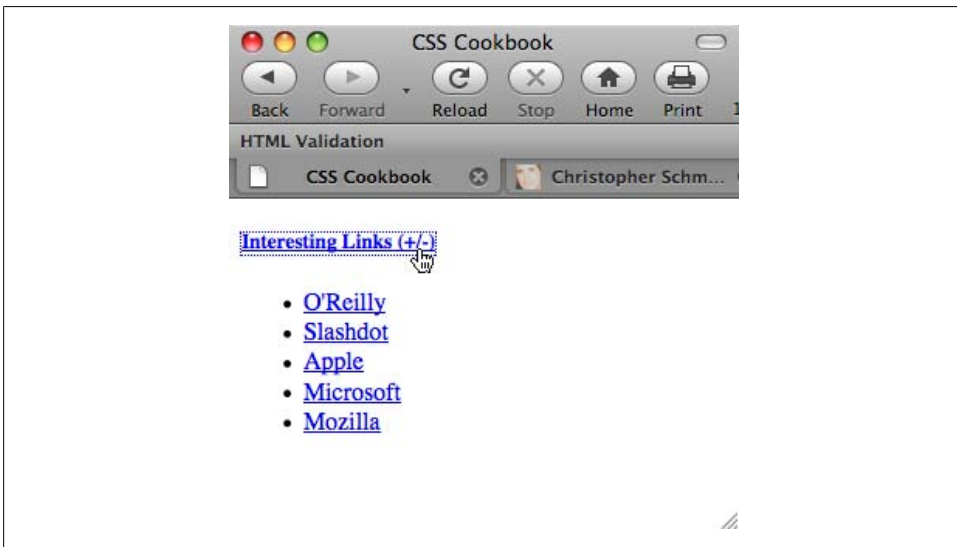 CSS Cookbook
Back Forward Reload Stop Home Print
HTML Validation
CSS Cookbook Christopher Schm...
Interesting Links (+/-)
• O'Reilly
• Slashdot
• Apple
• Microsoft
• Mozilla